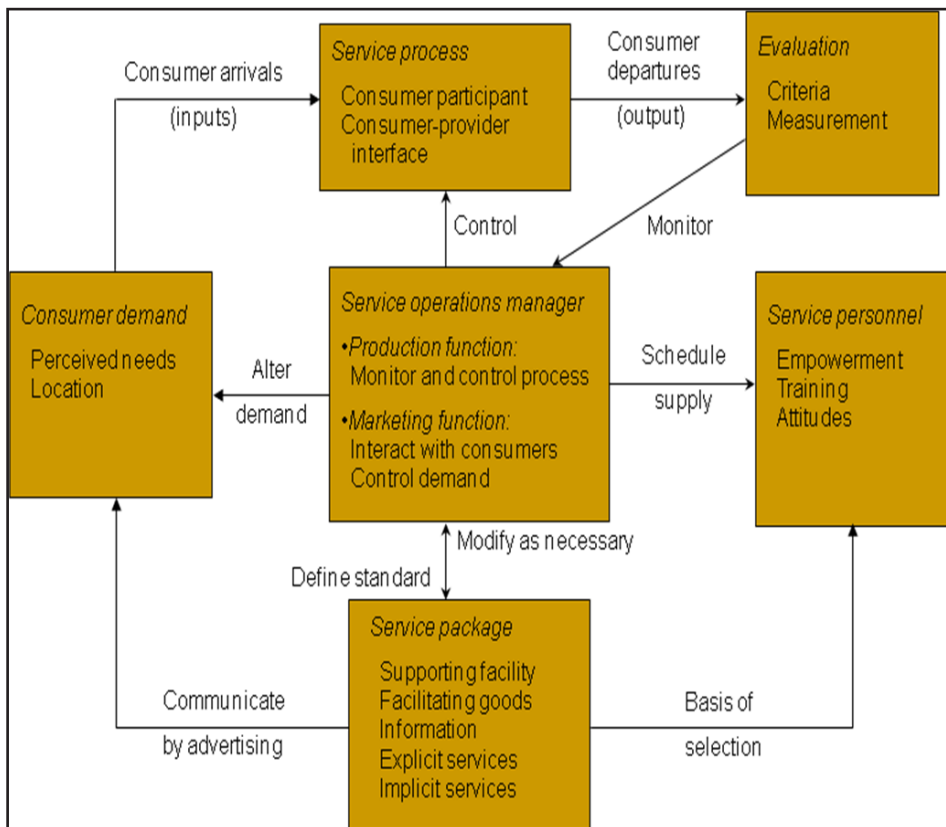 Consumer arrivals
(inputs)
Service process
Consumer participant
Consumer-provider
interface
Consumer
departures
(output)
Evaluation
Criteria
Measurement
Control
Monitor
Consumer demand
Perceived needs
Location
Alter
demand
Service operations manager
•Production function:
Monitor and control process
•Marketing function:
Interact with consumers
Control demand
Schedule
supply
Service personnel
Empowerment
Training
Attitudes
Modify as necessary
Define standard
Communicate
by advertising
Service package
Supporting facility
Facilitating goods
Information
Explicit services
Implicit services
Basis of
selection